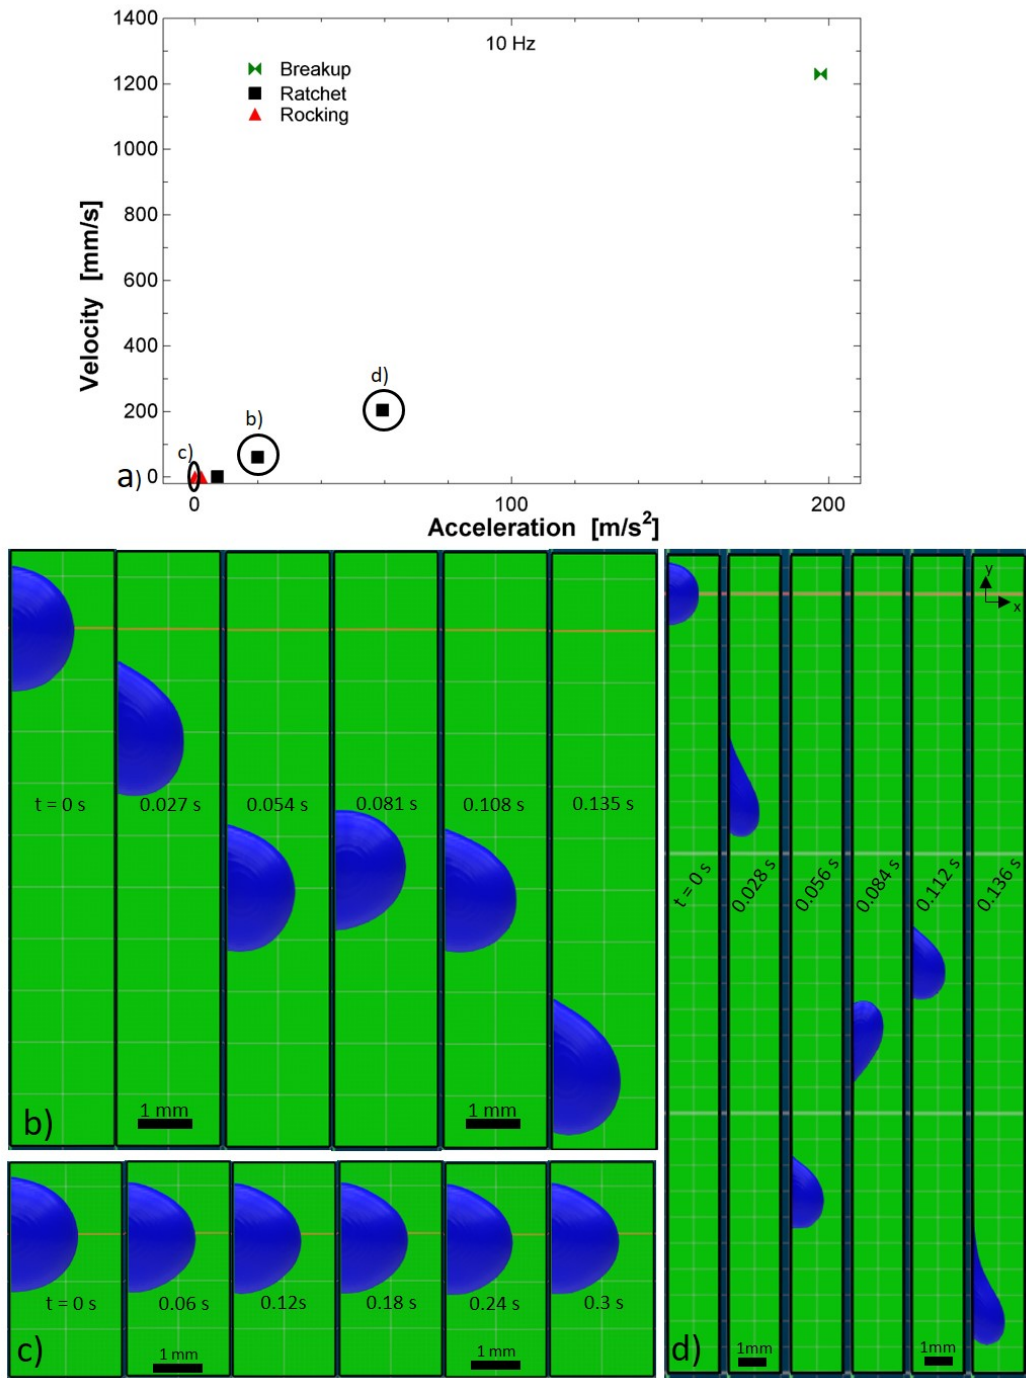 1400
1200
1000
800
600
400
200
0
10 Hz
Breakup
Ratchet
Rocking
Velocity [mm/s]
d)
b)
c)
a)
0 100 200
Acceleration [m/s²]
t = 0 s 0.027 s 0.054 s 0.081 s 0.108 s 0.135 s
1 mm 1 mm
b)
t = 0 s 0.06 s 0.12s 0.18 s 0.24 s 0.3 s
1 mm 1 mm
c)
y
x
t = 0 s 0.028 s 0.056 s 0.084 s 0.112 s 0.136 s
1mm 1mm
d)